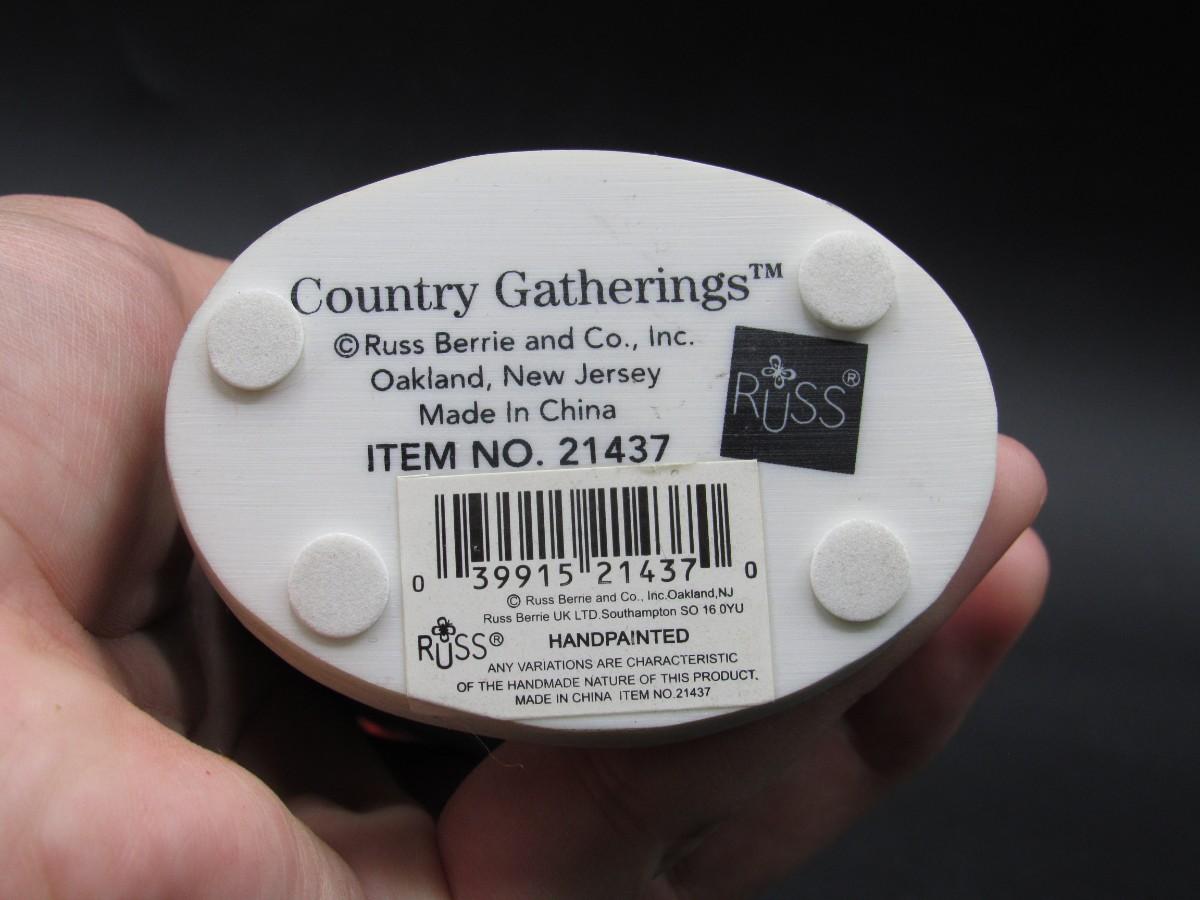 Country Gatherings™
© Russ Berrie and Co., Inc.
Oakland, New Jersey
Made In China
ITEM NO. 21437
RUSS®
0 39915 21437 0
© Russ Berrie and Co., Inc.Oakland,NJ
Russ Berrie UK LTD.Southampton SO 16 0YU
RUSS®
HANDPAINTED
ANY VARIATIONS ARE CHARACTERISTIC
OF THE HANDMADE NATURE OF THIS PRODUCT.
MADE IN CHINA ITEM NO.21437